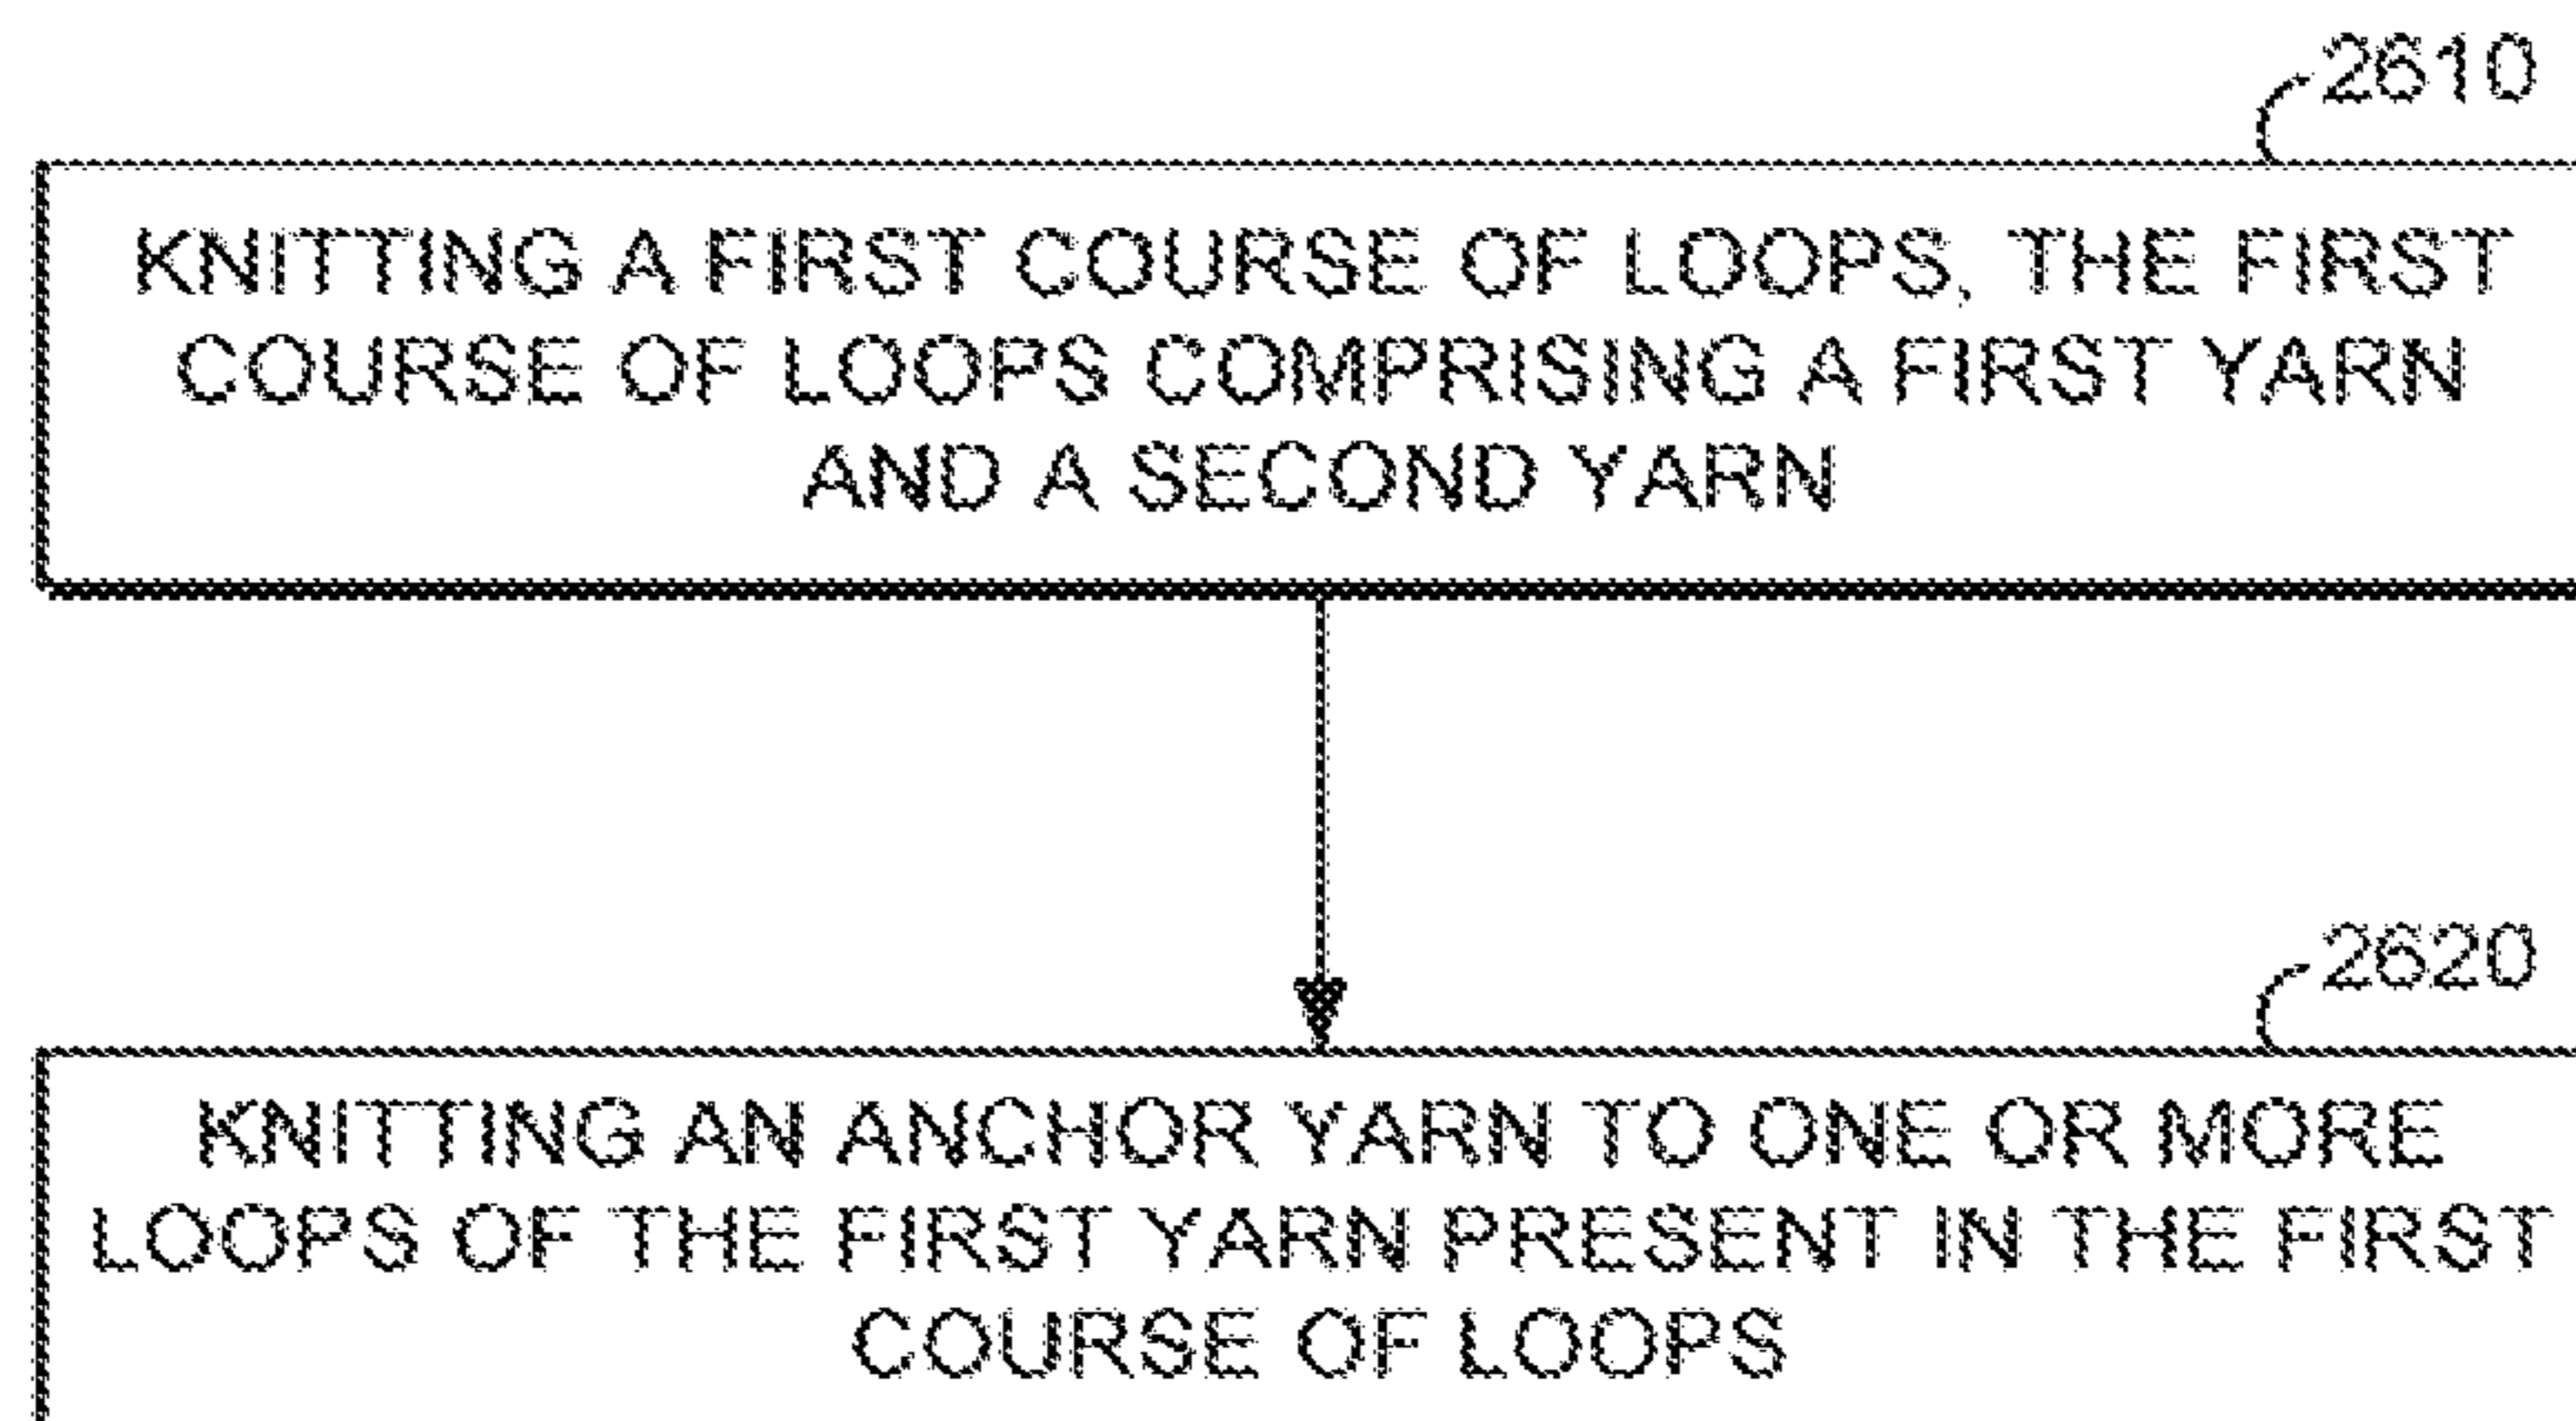 2610
KNITTING A FIRST COURSE OF LOOPS, THE FIRST
COURSE OF LOOPS COMPRISING A FIRST YARN
AND A SECOND YARN
2620
KNITTING AN ANCHOR YARN TO ONE OR MORE
LOOPS OF THE FIRST YARN PRESENT IN THE FIRST
COURSE OF LOOPS